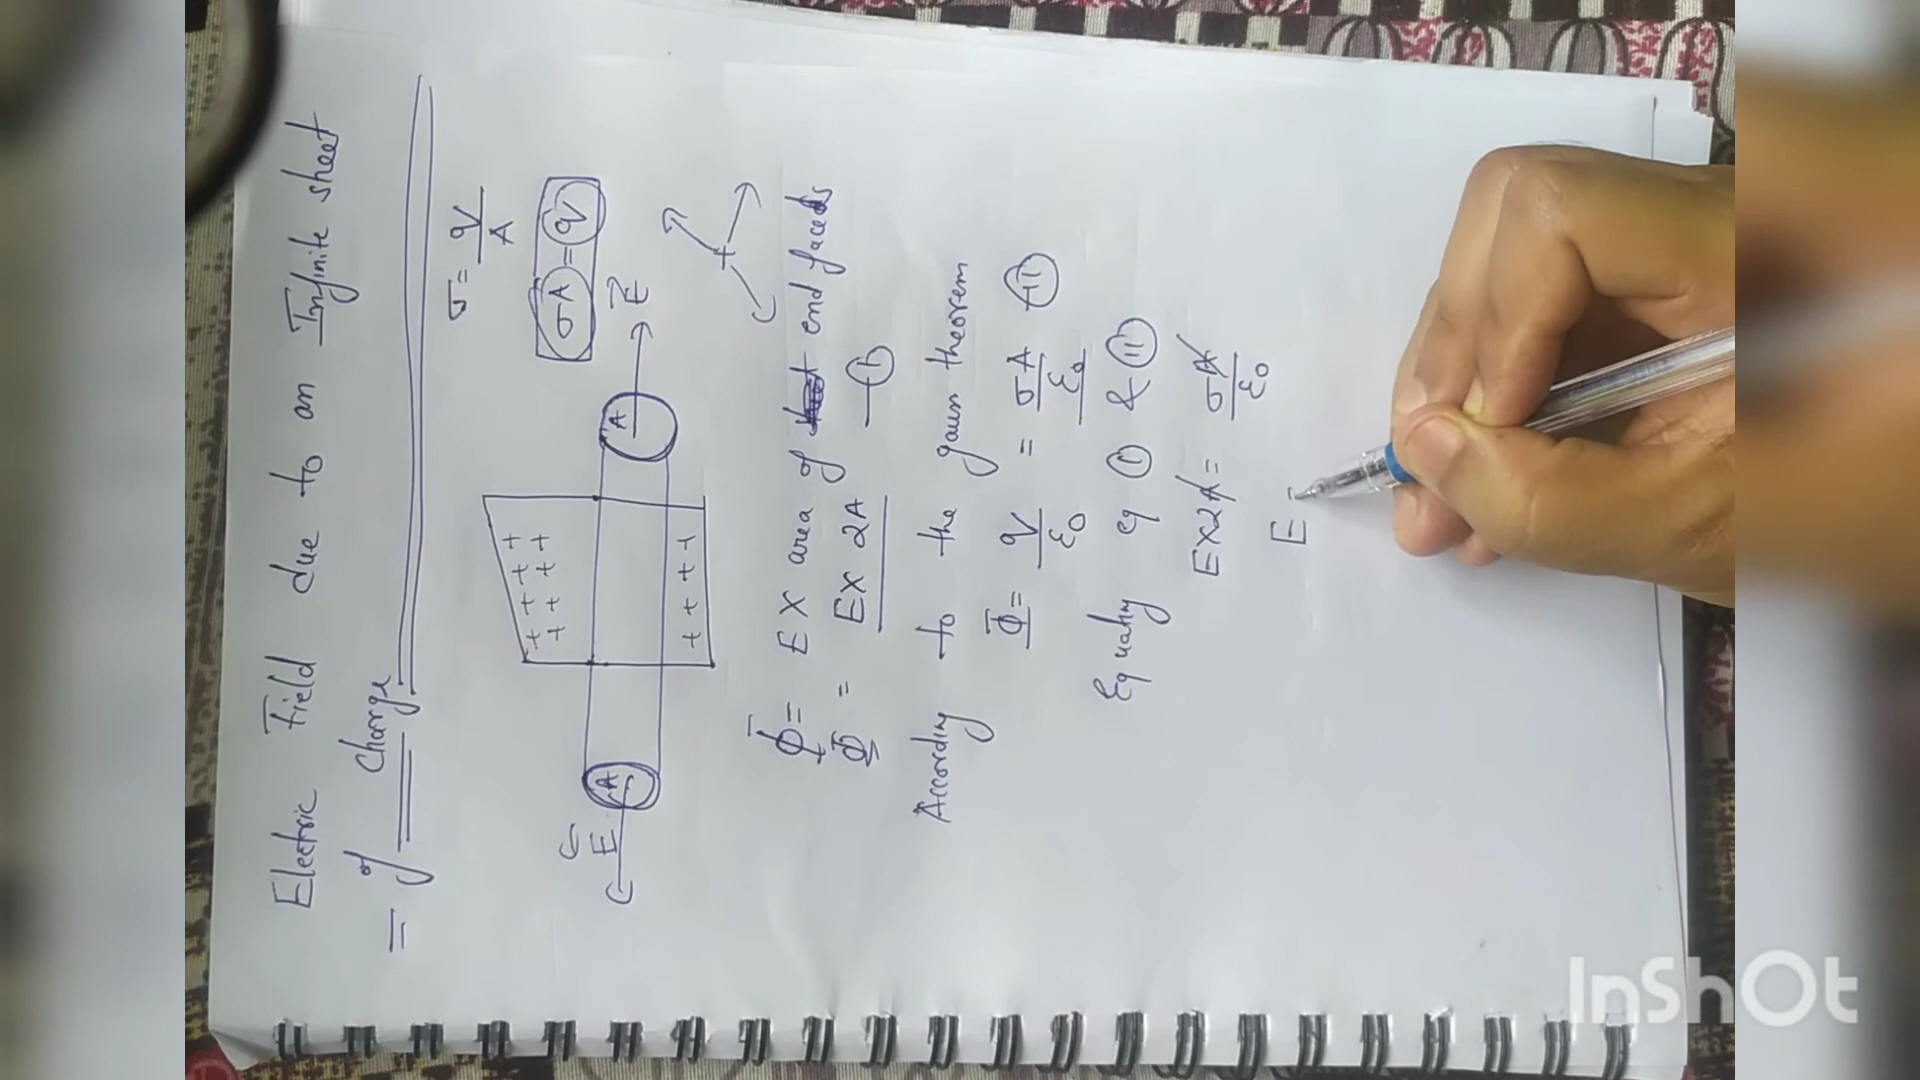 Electric Field due to an Infinite sheet
= of charge
σ = q/A
σA = q
E
E
A
A
+ + + +
+ + + +
+ + + +
+
ϕ = E X area of end faces
Φ = E X 2A — (I)
According to the gauss theorem
Φ = q/ε0 = σA/ε0 (II)
Equating eq (I) & (II)
E x 2A = σA/ε0
E -
InShOt